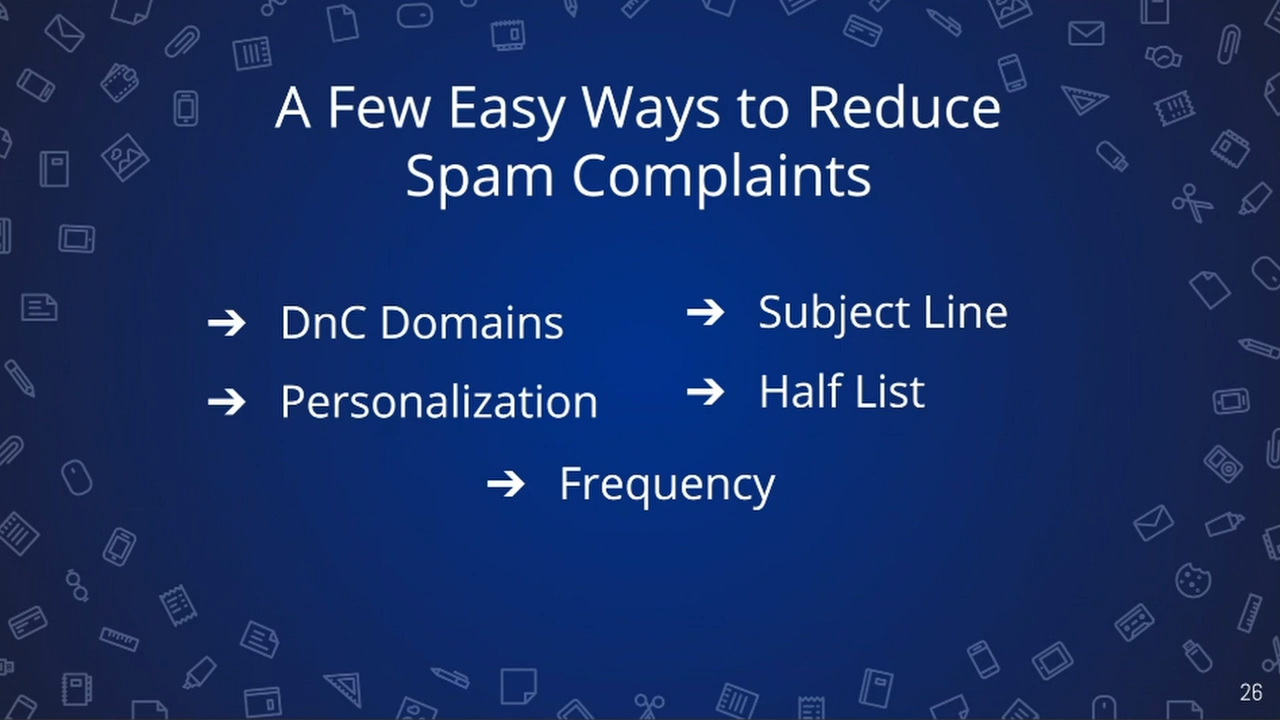 A Few Easy Ways to Reduce
Spam Complaints
➔ DnC Domains
➔ Personalization
➔ Subject Line
➔ Half List
➔ Frequency
26